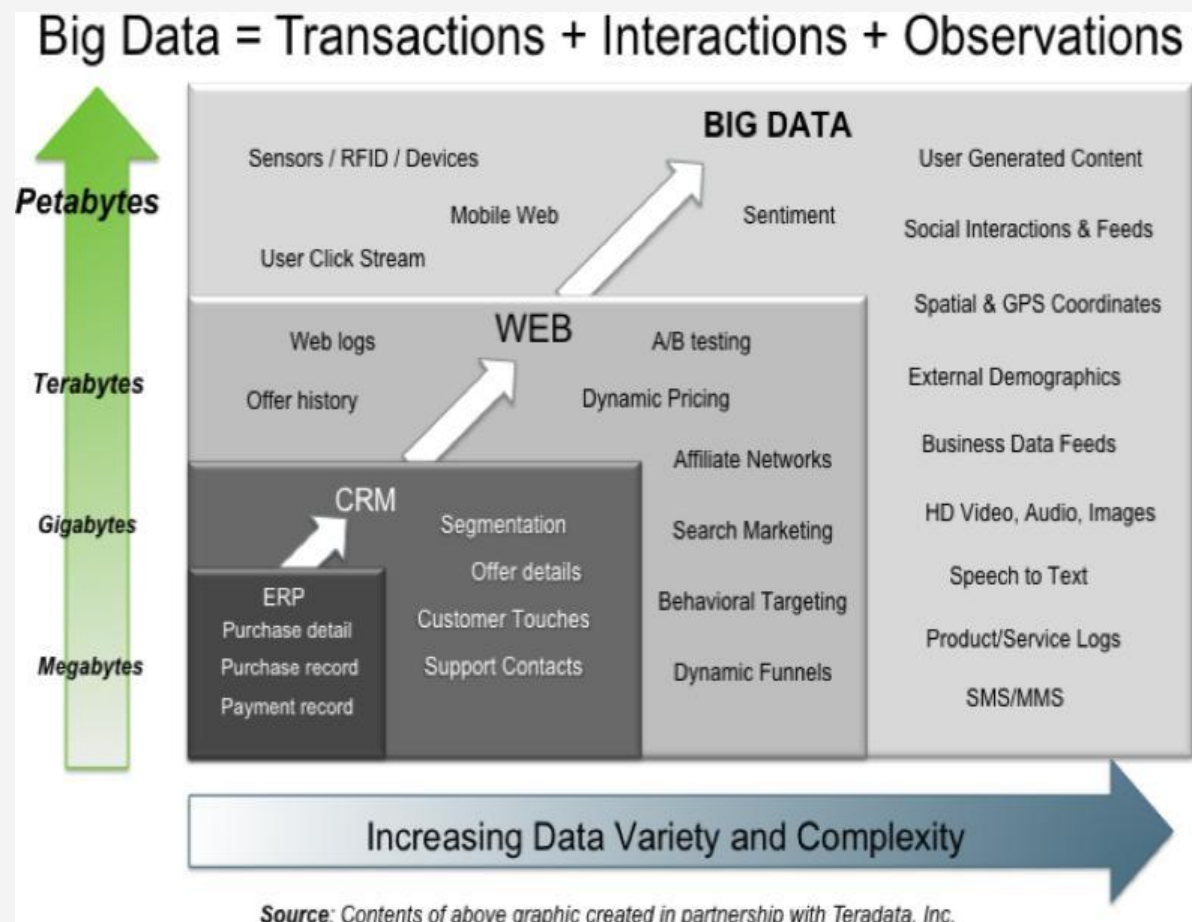 Big Data = Transactions + Interactions + Observations
Petabytes
Terabytes
Gigabytes
Megabytes
BIG DATA
Sensors / RFID / Devices
Mobile Web
User Click Stream
Sentiment
User Generated Content
Social Interactions & Feeds
Spatial & GPS Coordinates
External Demographics
Business Data Feeds
HD Video, Audio, Images
Speech to Text
Product/Service Logs
SMS/MMS
WEB
Web logs
Offer history
A/B testing
Dynamic Pricing
Affiliate Networks
Search Marketing
Behavioral Targeting
Dynamic Funnels
CRM
Segmentation
Offer details
Customer Touches
Support Contacts
ERP
Purchase detail
Purchase record
Payment record
Increasing Data Variety and Complexity
Source: Contents of above graphic created in partnership with Teradata, Inc.